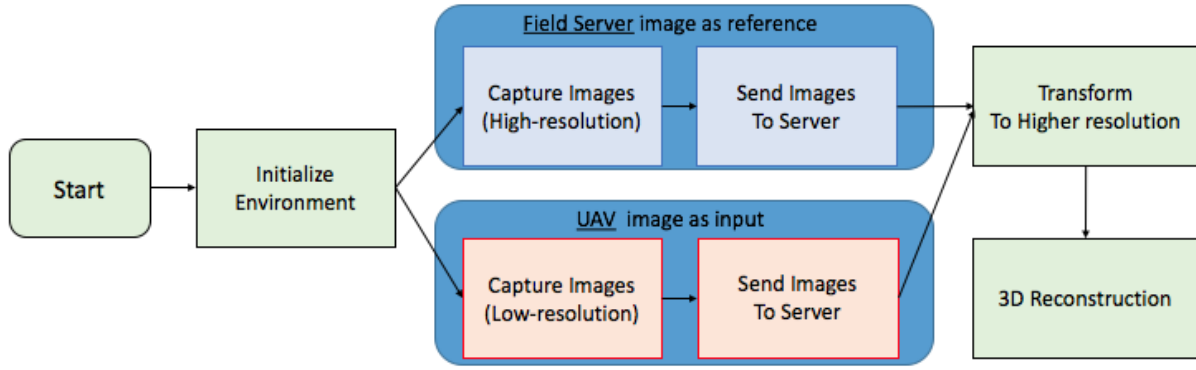 Start
Initialize
Environment
Field Server image as reference
Capture Images
(High-resolution)
Send Images
To Server
UAV image as input
Capture Images
(Low-resolution)
Send Images
To Server
Transform
To Higher resolution
3D Reconstruction